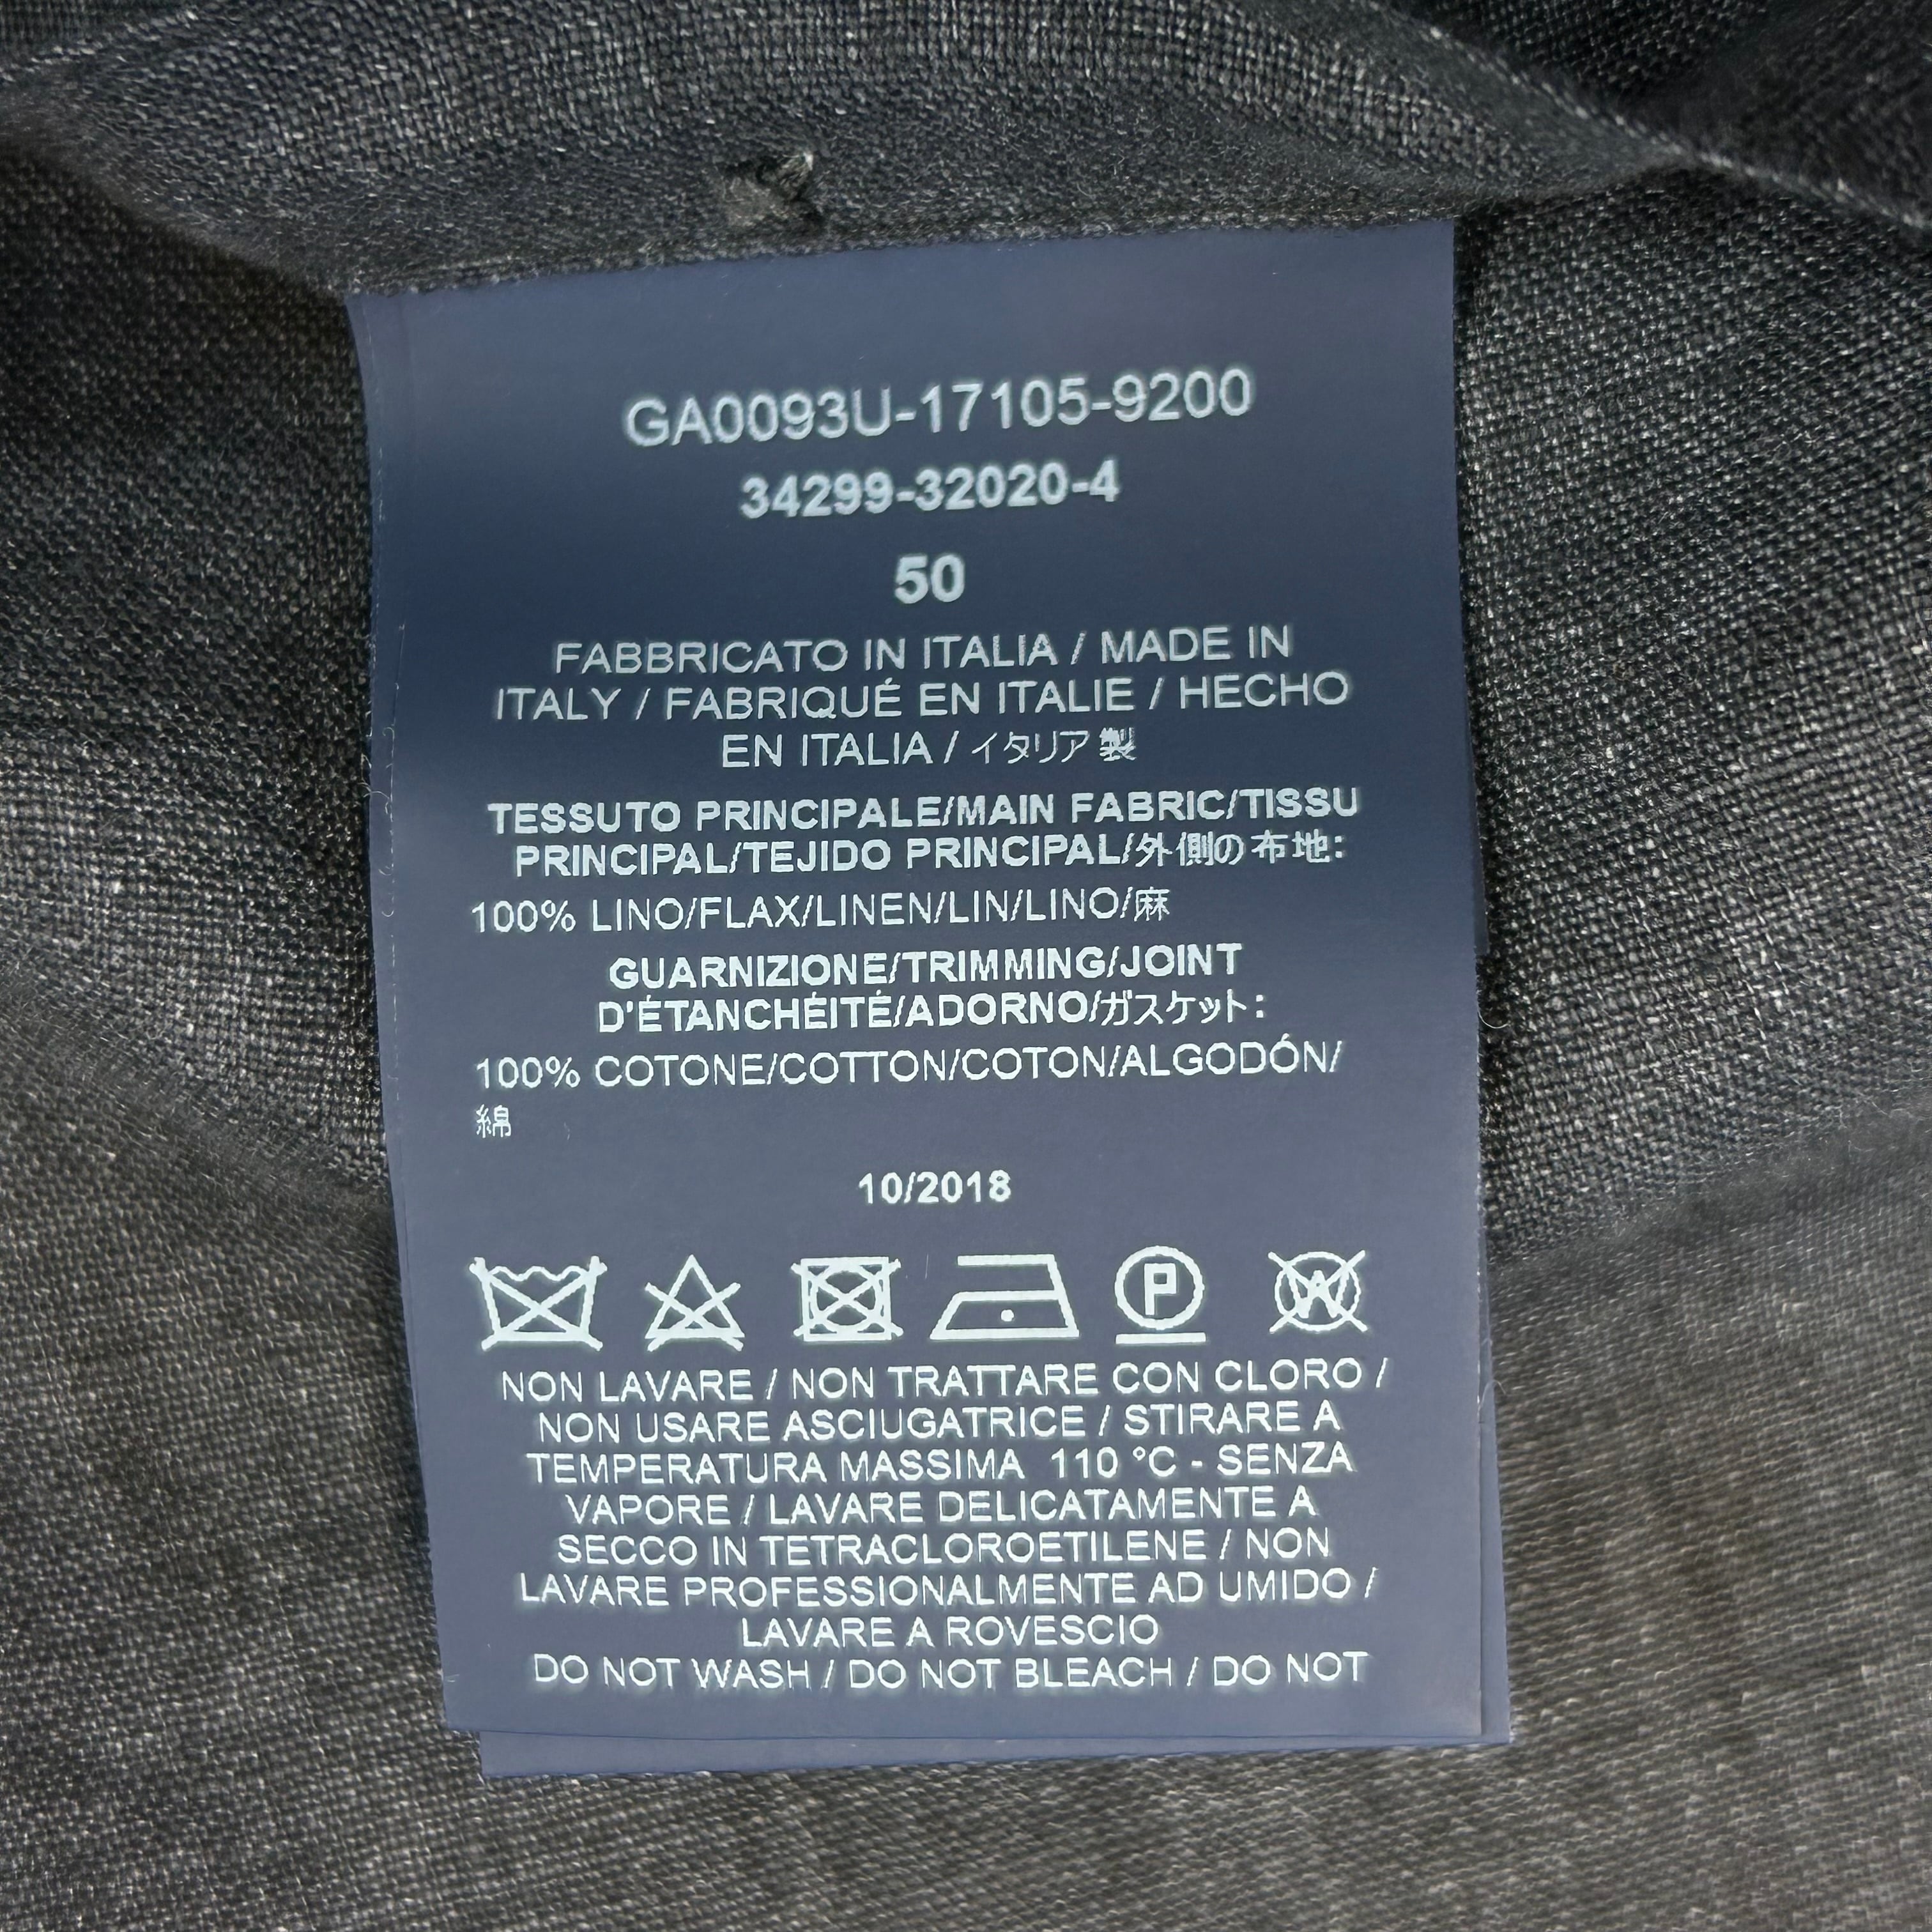 GA0093U-17105-9200
34299-32020-4
50
FABBRICATO IN ITALIA / MADE IN
ITALY / FABRIQUÉ EN ITALIE / HECHO
EN ITALIA / イタリア製
TESSUTO PRINCIPALE/MAIN FABRIC/TISSU
PRINCIPAL/TEJIDO PRINCIPAL/外側の布地:
100% LINO/FLAX/LINEN/LIN/LINO/麻
GUARNIZIONE/TRIMMING/JOINT
D'ÉTANCHÉITÉ/ADORNO/ガスケット:
100% COTONE/COTTON/COTON/ALGODÓN/
綿
10/2018
P W
NON LAVARE / NON TRATTARE CON CLORO /
NON USARE ASCIUGATRICE / STIRARE A
TEMPERATURA MASSIMA 110 °C - SENZA
VAPORE / LAVARE DELICATAMENTE A
SECCO IN TETRACLOROETILENE / NON
LAVARE PROFESSIONALMENTE AD UMIDO /
LAVARE A ROVESCIO
DO NOT WASH / DO NOT BLEACH / DO NOT